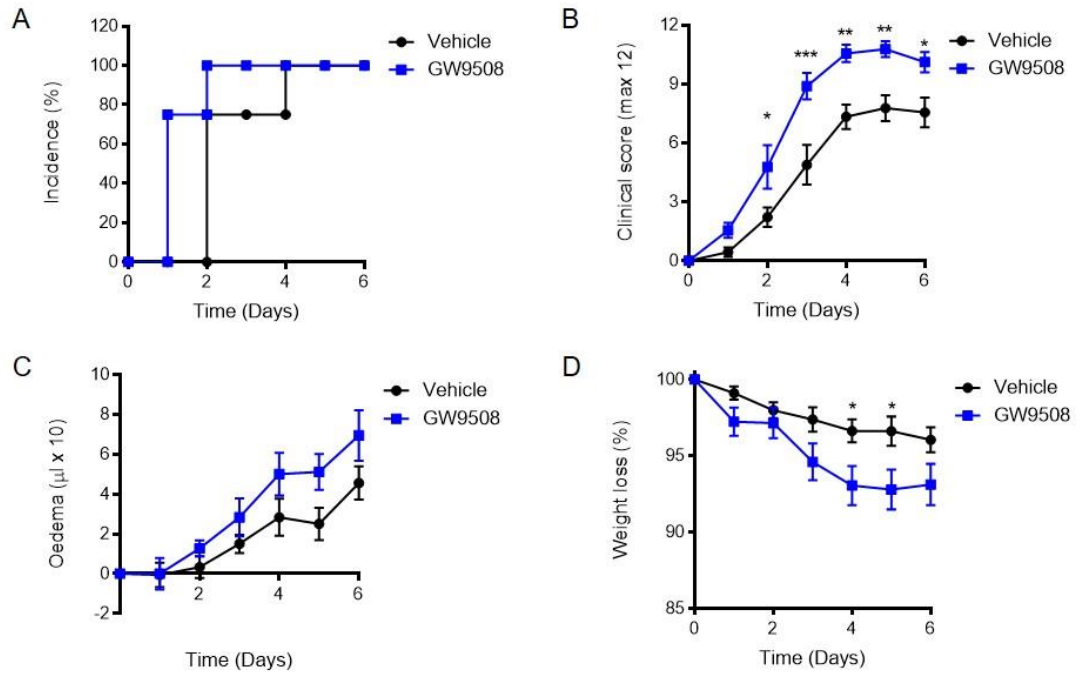 A
Incidence (%)
120
100
80
60
40
20
0
0 2 4 6
Time (Days)
Vehicle
GW9508
B
Clinical score (max 12)
12
9
6
3
0
* *** ** ** *
0 2 4 6
Time (Days)
Vehicle
GW9508
C
Oedema (µl x 10)
10
8
6
4
2
0
-2
2 4 6
Time (Days)
Vehicle
GW9508
D
Weight loss (%)
100
95
90
85
* *
0 2 4 6
Time (Days)
Vehicle
GW9508